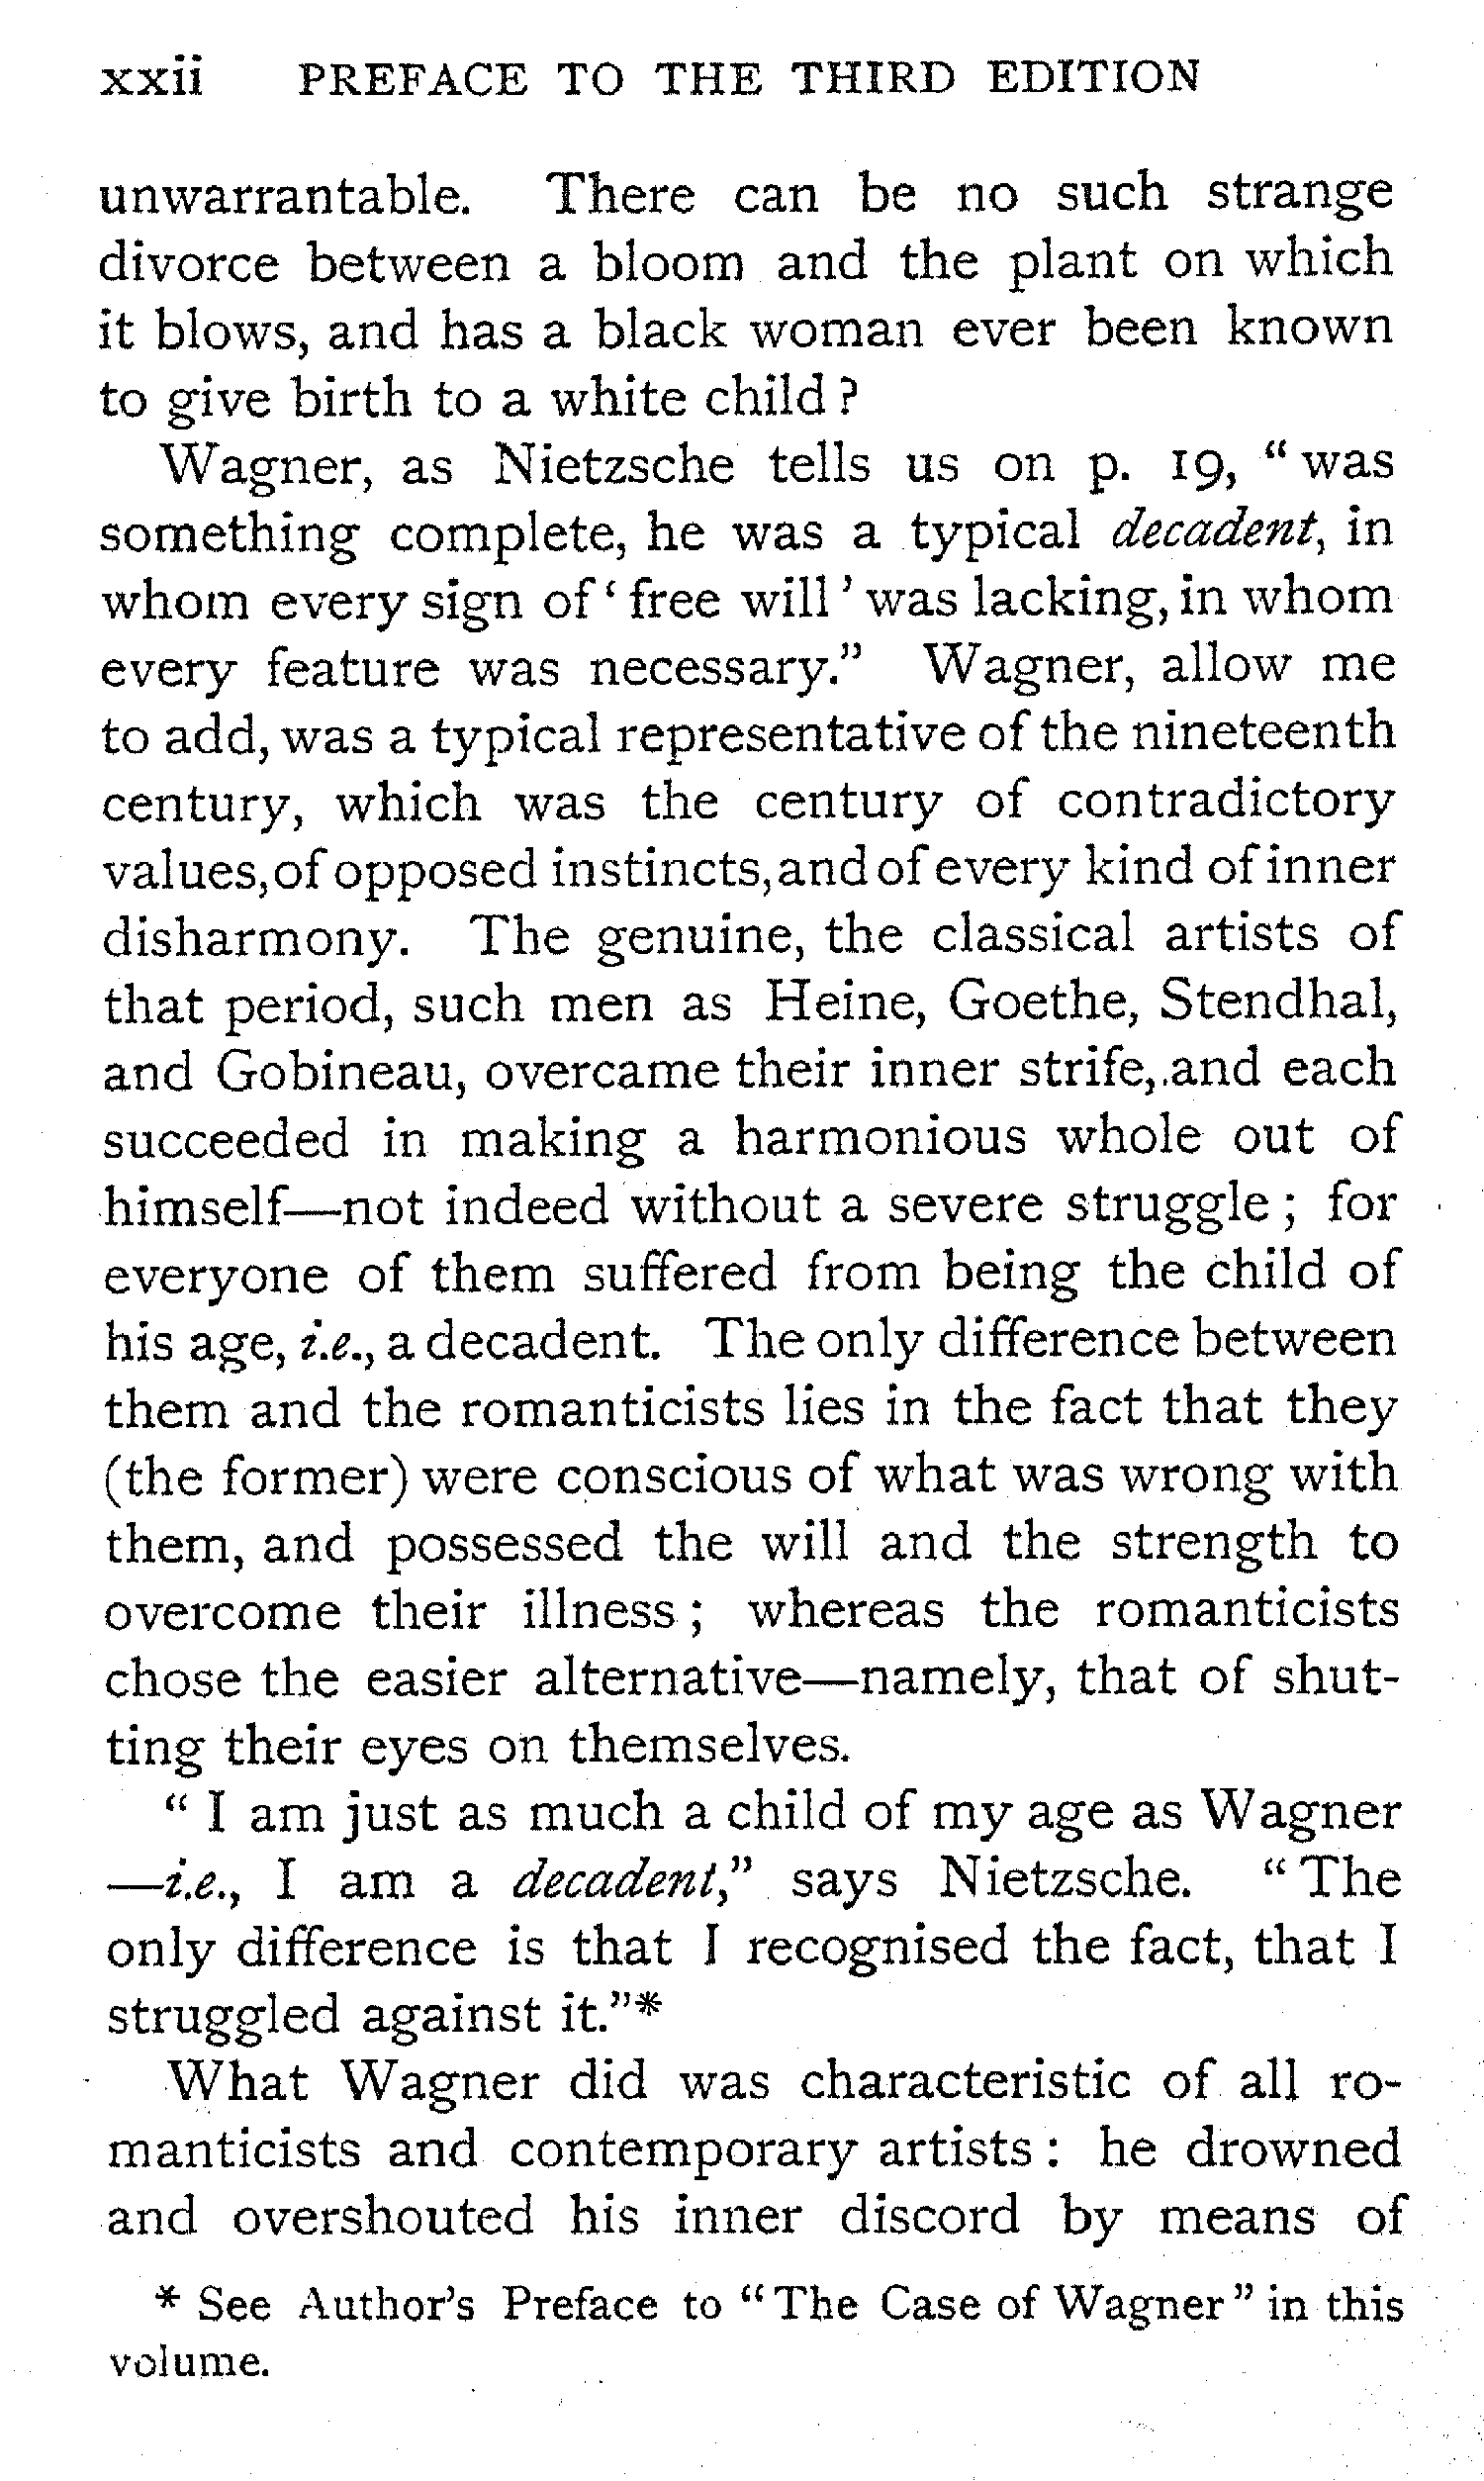 xxii PREFACE TO THE THIRD EDITION
unwarrantable. There can be no such strange
divorce between a bloom and the plant on which
it blows, and has a black woman ever been known
to give birth to a white child ?
Wagner, as Nietzsche tells us on p. 19, “ was
something complete, he was a typical decadent, in
whom every sign of ‘ free will ’ was lacking, in whom
every feature was necessary.” Wagner, allow me
to add, was a typical representative of the nineteenth
century, which was the century of contradictory
values, of opposed instincts, and of every kind of inner
disharmony. The genuine, the classical artists of
that period, such men as Heine, Goethe, Stendhal,
and Gobineau, overcame their inner strife, and each
succeeded in making a harmonious whole out of
himself—not indeed without a severe struggle ; for
everyone of them suffered from being the child of
his age, i.e., a decadent. The only difference between
them and the romanticists lies in the fact that they
(the former) were conscious of what was wrong with
them, and possessed the will and the strength to
overcome their illness ; whereas the romanticists
chose the easier alternative—namely, that of shut-
ting their eyes on themselves.
“ I am just as much a child of my age as Wagner
—i.e., I am a decadent,” says Nietzsche. “ The
only difference is that I recognised the fact, that I
struggled against it.”*
What Wagner did was characteristic of all ro-
manticists and contemporary artists : he drowned
and overshouted his inner discord by means of
* See Author’s Preface to “ The Case of Wagner ” in this
volume.